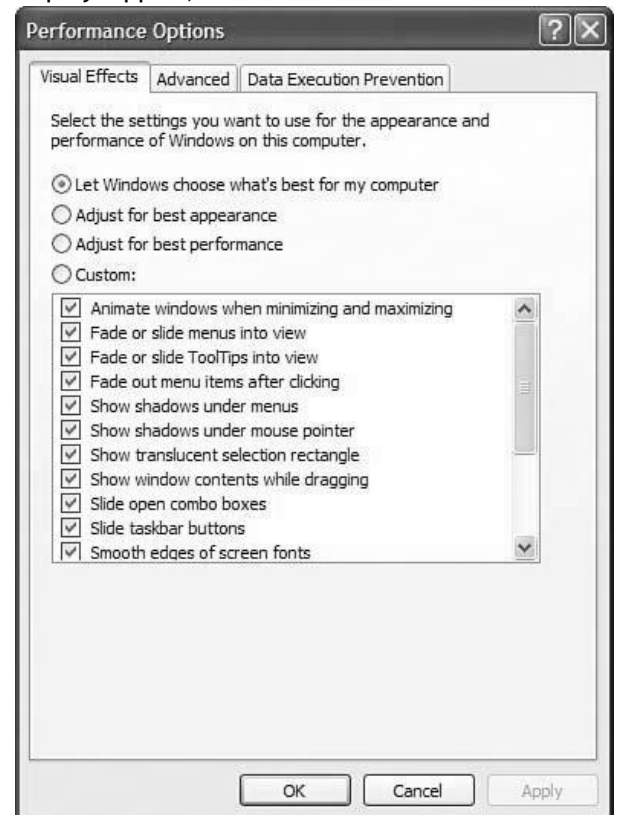 Performance Options
Visual Effects Advanced Data Execution Prevention
Select the settings you want to use for the appearance and
performance of Windows on this computer.
Let Windows choose what's best for my computer
Adjust for best appearance
Adjust for best performance
Custom:
Animate windows when minimizing and maximizing
Fade or slide menus into view
Fade or slide ToolTips into view
Fade out menu items after clicking
Show shadows under menus
Show shadows under mouse pointer
Show translucent selection rectangle
Show window contents while dragging
Slide open combo boxes
Slide taskbar buttons
Smooth edges of screen fonts
OK Cancel Apply